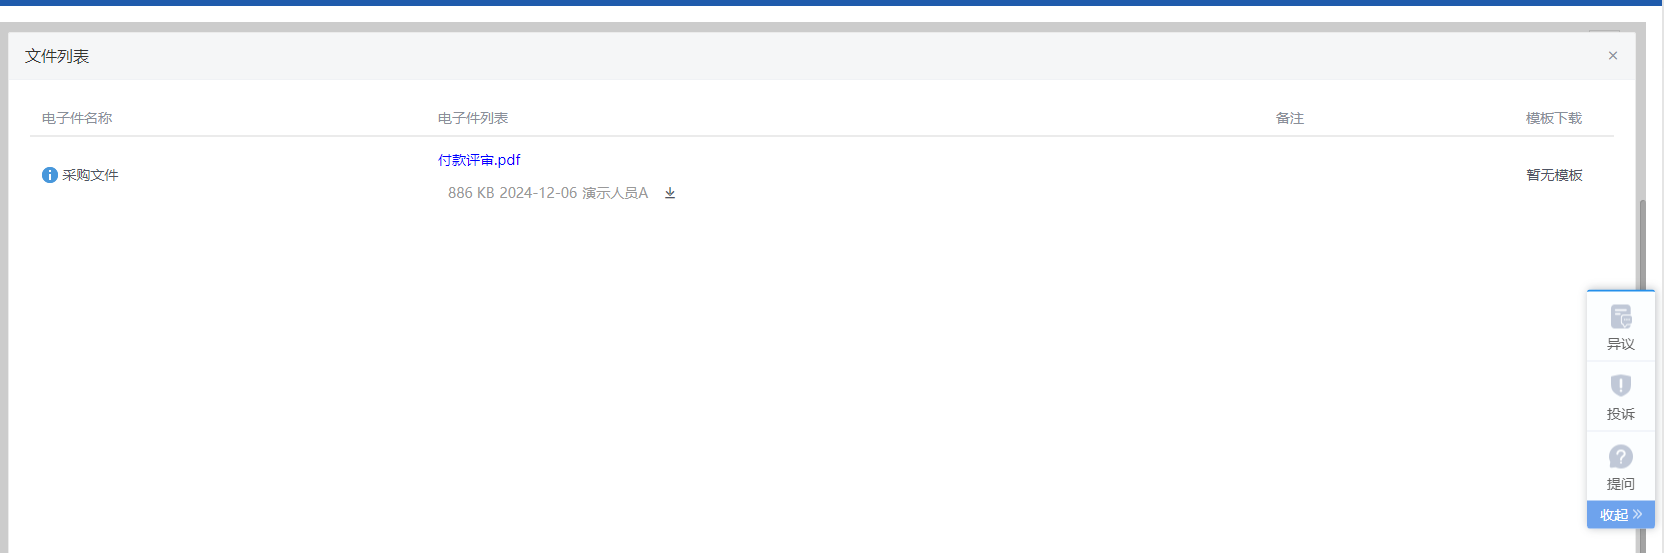 文件列表
电子件名称 电子件列表 备注 模板下载
付款评审.pdf
采购文件 暂无模板
886 KB 2024-12-06 演示人员A
异议
投诉
提问
收起